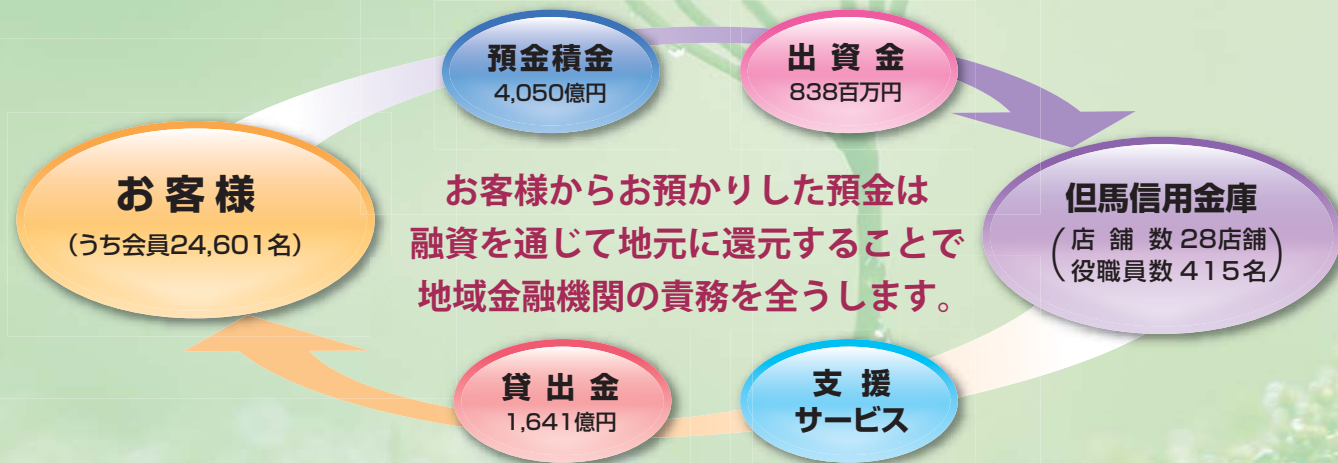 預金積金
4,050億円
出資金
838百万円
お客様
(うち会員24,601名)
お客様からお預かりした預金は
融資を通じて地元に還元することで
地域金融機関の責務を全うします。
但馬信用金庫
(店舗数 28店舗
役職員数 415名)
貸出金
1,641億円
支援
サービス